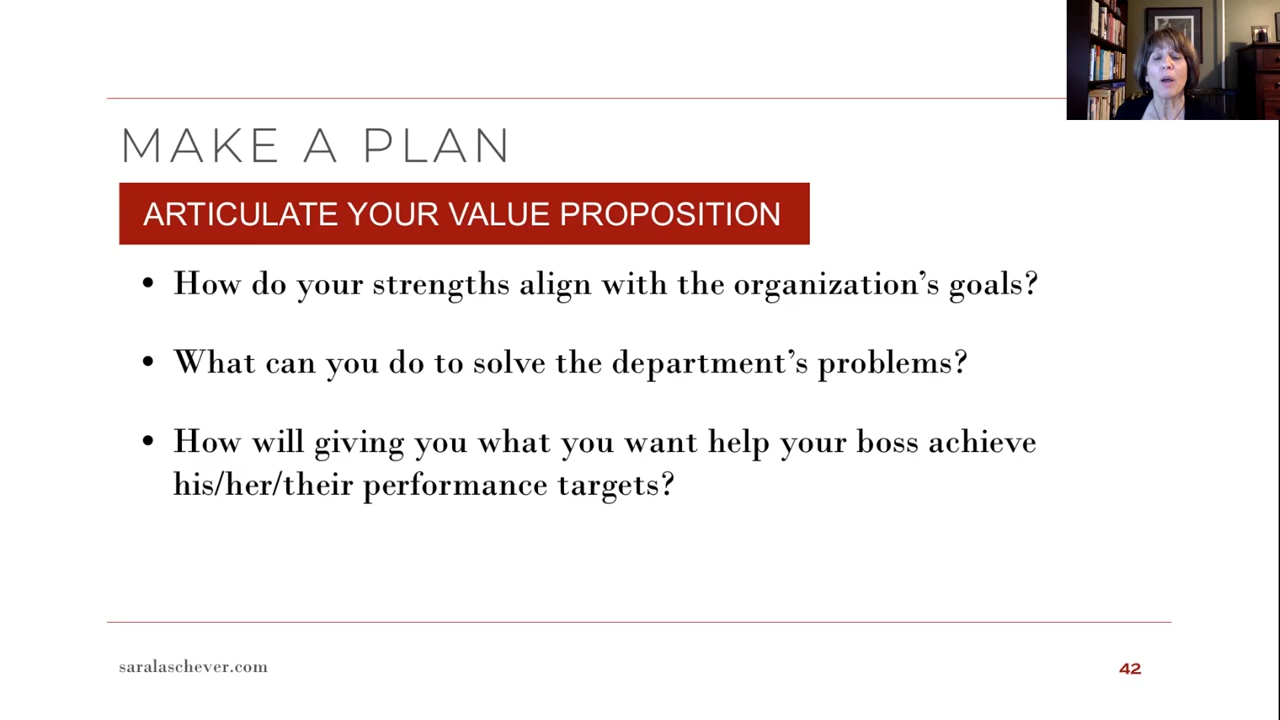 MAKE A PLAN
ARTICULATE YOUR VALUE PROPOSITION
• How do your strengths align with the organization’s goals?
• What can you do to solve the department’s problems?
• How will giving you what you want help your boss achieve
his/her/their performance targets?
saralaschever.com
42